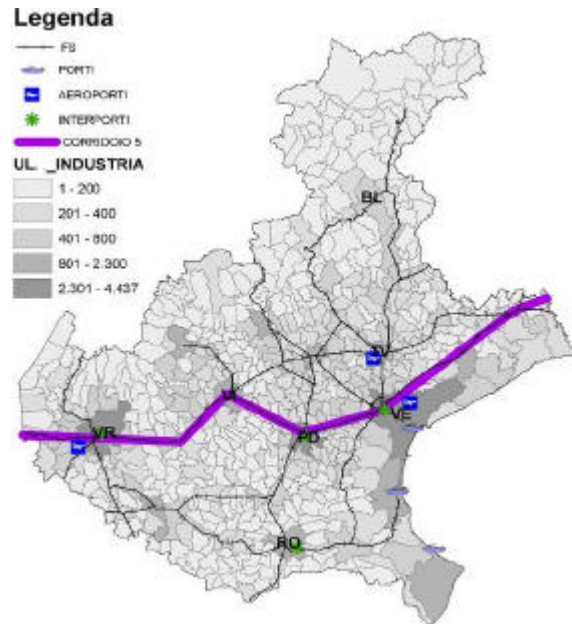 Legenda
FS
PORTI
AEROPORTI
INTERPORTI
CORRIDOIO 5
UL._INDUSTRIA
1 - 200
201 - 400
401 - 800
801 - 2.300
2.301 - 4.437
BL
VI
VE
VR
PD
RO